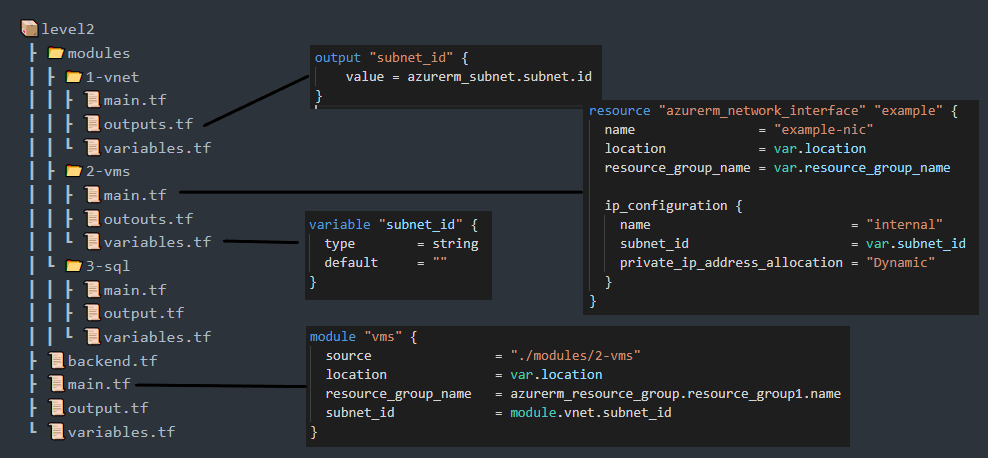 level2
modules
1-vnet
main.tf
outputs.tf
variables.tf
2-vms
main.tf
outouts.tf
variables.tf
3-sql
main.tf
output.tf
variables.tf
backend.tf
main.tf
output.tf
variables.tf
output "subnet_id" {
value = azurerm_subnet.subnet.id
}
resource "azurerm_network_interface" "example" {
name = "example-nic"
location = var.location
resource_group_name = var.resource_group_name
ip_configuration {
name = "internal"
subnet_id = var.subnet_id
private_ip_address_allocation = "Dynamic"
}
}
variable "subnet_id" {
type = string
default = ""
}
module "vms" {
source = "./modules/2-vms"
location = var.location
resource_group_name = azurerm_resource_group.resource_group1.name
subnet_id = module.vnet.subnet_id
}